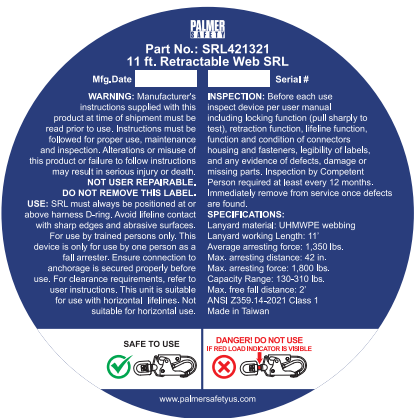 PALMER
SAFETY
Part No.: SRL421321
11 ft. Retractable Web SRL
Mfg.Date
Serial #
WARNING: Manufacturer's
instructions supplied with this
product at time of shipment must be
read prior to use. Instructions must be
followed for proper use, maintenance
and inspection. Alterations or misuse of
this product or failure to follow instructions
may result in serious injury or death.
NOT USER REPAIRABLE,
DO NOT REMOVE THIS LABEL.
USE: SRL must always be positioned at or
above harness D-ring. Avoid lifeline contact
with sharp edges and abrasive surfaces.
For use by trained persons only. This
device is only for use by one person as a
fall arrester. Ensure connection to
anchorage is secured properly before
use. For clearance requirements, refer to
user instructions. This unit is suitable
for use with horizontal lifelines. Not
suitable for horizontal use.
INSPECTION: Before each use
inspect device per user manual
including locking function (pull sharply to
test), retraction function, lifeline function,
function and condition of connectors
housing and fasteners, legibility of labels,
and any evidence of defects, damage or
missing parts. Inspection by Competent
Person required at least every 12 months.
Immediately remove from service once defects
are found.
SPECIFICATIONS:
Lanyard material: UHMWPE webbing
Lanyard working Length: 11'
Average arresting force: 1,350 lbs.
Max. arresting distance: 42 in.
Max. arresting force: 1,800 lbs.
Capacity Range: 130-310 lbs.
Max. free fall distance: 2'
ANSI Z359.14-2021 Class 1
Made in Taiwan
SAFE TO USE
DANGER! DO NOT USE
IF RED LOAD INDICATOR IS VISIBLE
www.palmersafetyus.com